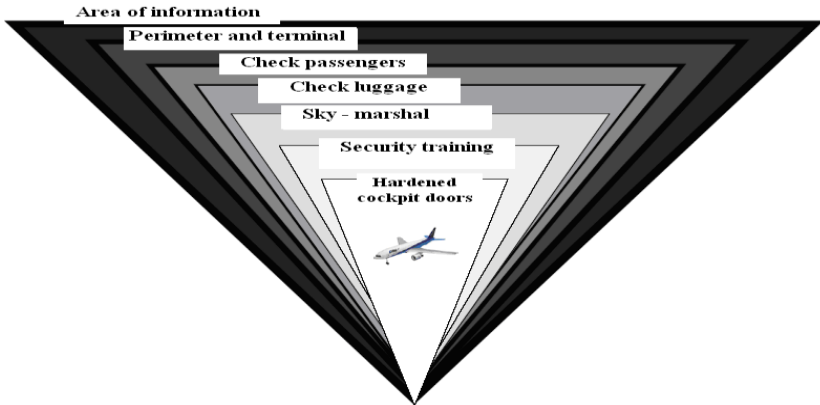 Area of information
Perimeter and terminal
Check passengers
Check luggage
Sky - marshal
Security training
Hardened
cockpit doors